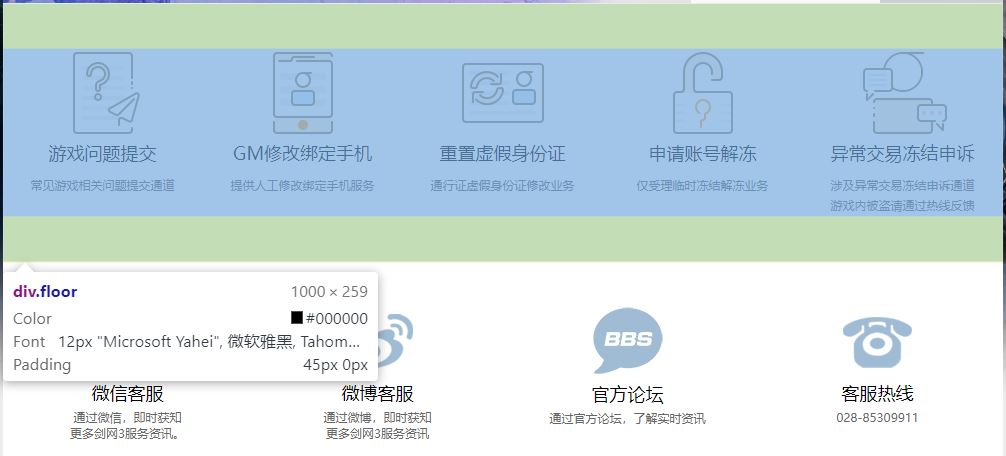 游戏问题提交
GM修改绑定手机
重置虚假身份证
申请账号解冻
异常交易冻结申诉
常见游戏相关问题提交通道
提供人工修改绑定手机服务
通行证虚假身份证修改业务
仅受理临时冻结解冻业务
涉及异常交易冻结申诉通道
游戏内被盗请通过热线反馈
div.floor
1000 × 259
Color
#000000
Font
12px "Microsoft Yahei", 微软雅黑, Tahom...
Padding
45px 0px
BBS
微信客服
微博客服
官方论坛
客服热线
通过微信，即时获知
更多剑网3服务资讯。
通过微博，即时获知
更多剑网3服务资讯
通过官方论坛，了解实时资讯
028-85309911